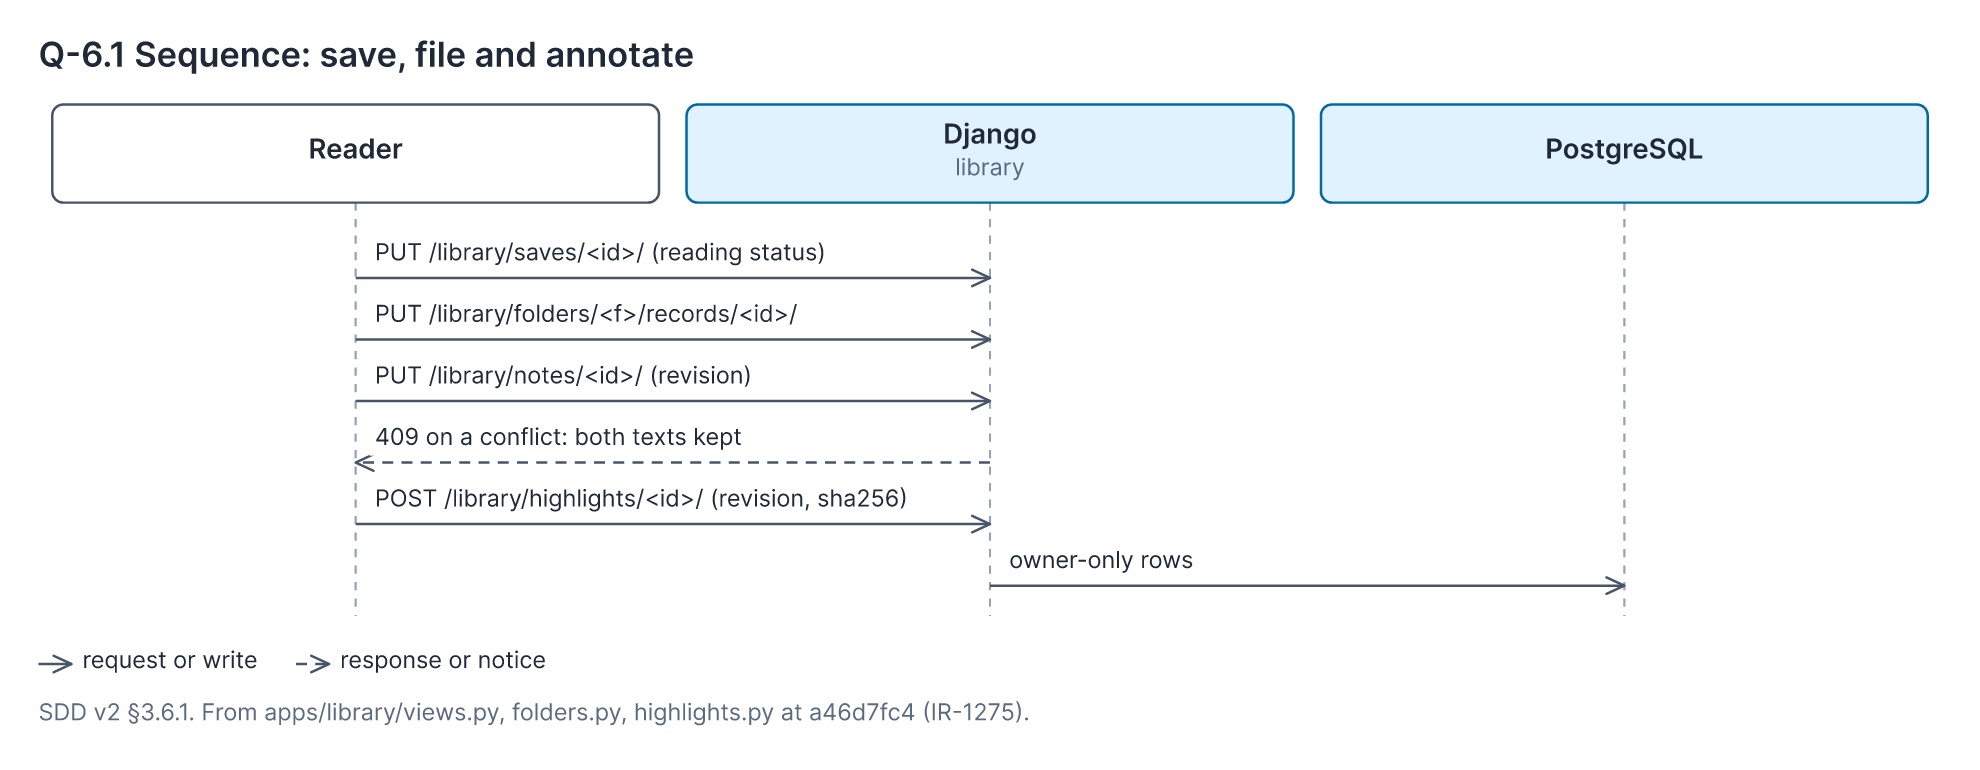 Q-6.1 Sequence: save, file and annotate
Reader
Django
library
PostgreSQL
PUT /library/saves/<id>/ (reading status)
PUT /library/folders/<f>/records/<id>/
PUT /library/notes/<id>/ (revision)
409 on a conflict: both texts kept
POST /library/highlights/<id>/ (revision, sha256)
owner-only rows
request or write
response or notice
SDD v2 §3.6.1. From apps/library/views.py, folders.py, highlights.py at a46d7fc4 (IR-1275).